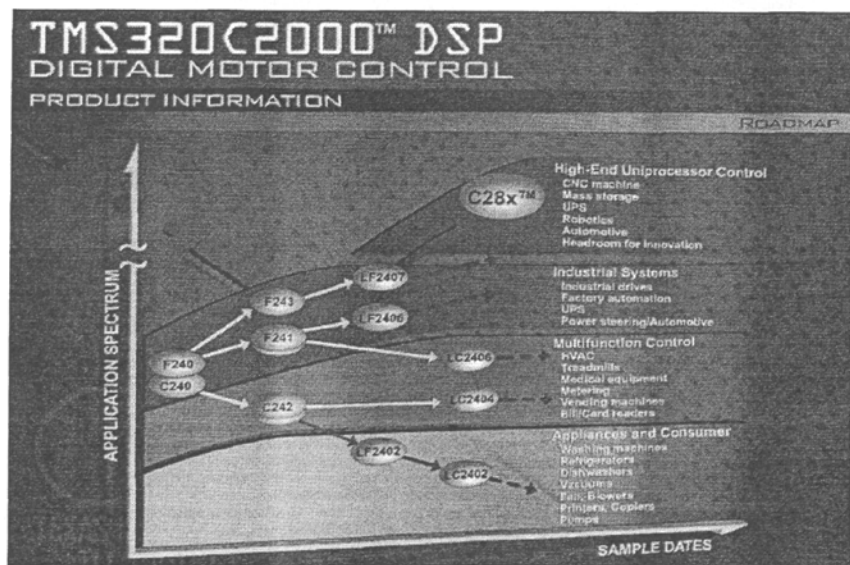 TMS320C2000™ DSP
DIGITAL MOTOR CONTROL
PRODUCT INFORMATION
ROADMAP
High-End Uniprocessor Control
CNC machine
Mass storage
UPS
Robotics
Automotive
Headroom for Innovation
C28x™
Industrial Systems
Industrial drives
Factory automation
UPS
Power steering/Automotive
LF2407
F243
LF2406
F241
F240
C240
Multifunction Control
HVAC
Treadmills
Medical equipment
Metering
Vending machines
Bill/Card readers
LC2406
LC2404
C242
Appliances and Consumer
Washing machines
Refrigerators
Dishwashers
Vacuums
Fan, Blowers
Printers, Copiers
Pumps
LF2402
LC2402
APPLICATION SPECTRUM
SAMPLE DATES